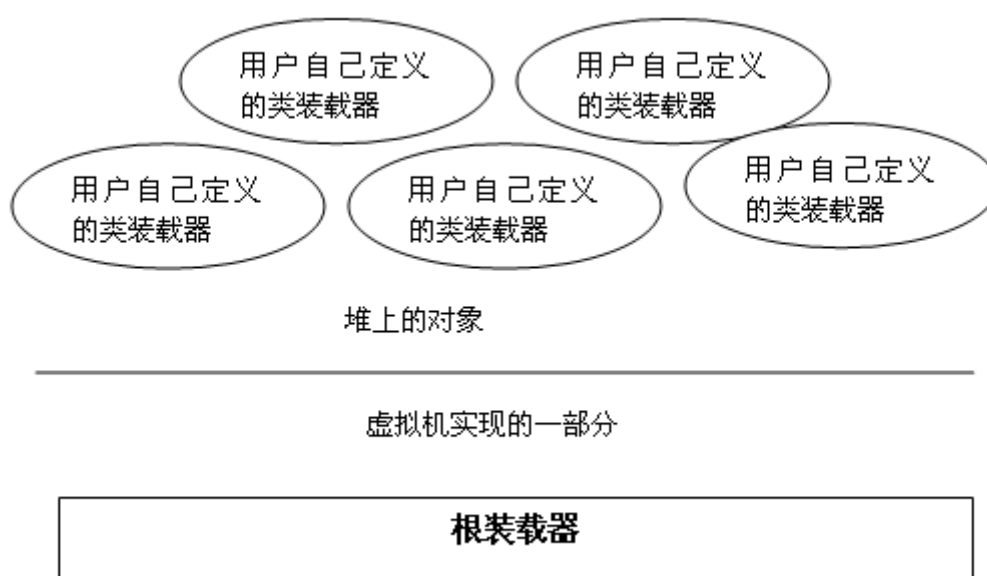 用户自己定义
的类装载器
用户自己定义
的类装载器
用户自己定义
的类装载器
用户自己定义
的类装载器
用户自己定义
的类装载器
堆上的对象
虚拟机实现的一部分
根装载器